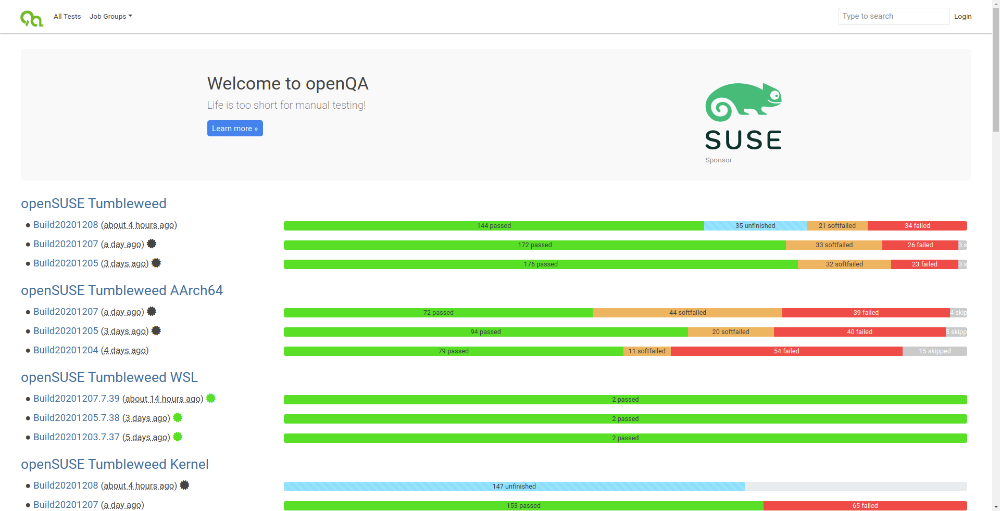 All Tests Job Groups Type to search Login
Welcome to openQA
Life is too short for manual testing!
Learn more »
SUSE
Sponsor
openSUSE Tumbleweed
Build20201208 (about 4 hours ago) 144 passed 35 unfinished 21 softfailed 34 failed
Build20201207 (a day ago) 172 passed 33 softfailed 26 failed 3 s
Build20201205 (3 days ago) 176 passed 32 softfailed 23 failed 3 s
openSUSE Tumbleweed AArch64
Build20201207 (a day ago) 72 passed 44 softfailed 39 failed 4 skip
Build20201205 (3 days ago) 94 passed 20 softfailed 40 failed 5 skipp
Build20201204 (4 days ago) 79 passed 11 softfailed 54 failed 15 skipped
openSUSE Tumbleweed WSL
Build20201207.7.39 (about 14 hours ago) 2 passed
Build20201205.7.38 (3 days ago) 2 passed
Build20201203.7.37 (5 days ago) 2 passed
openSUSE Tumbleweed Kernel
Build20201208 (about 4 hours ago) 147 unfinished
Build20201207 (a day ago) 153 passed 65 failed